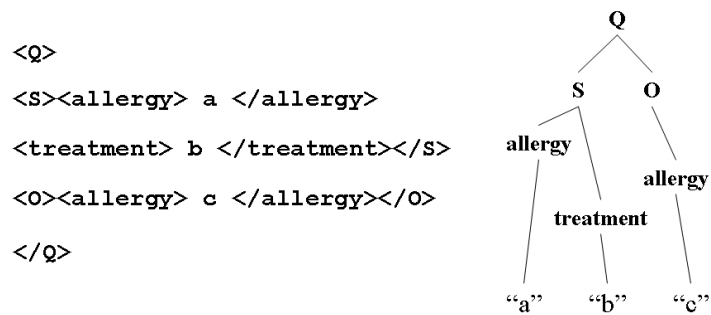 <Q>
<S><allergy> a </allergy>
<treatment> b </treatment></S>
<O><allergy> c </allergy></O>
</Q>
Q
S O
allergy
allergy
treatment
“a” “b” “c”